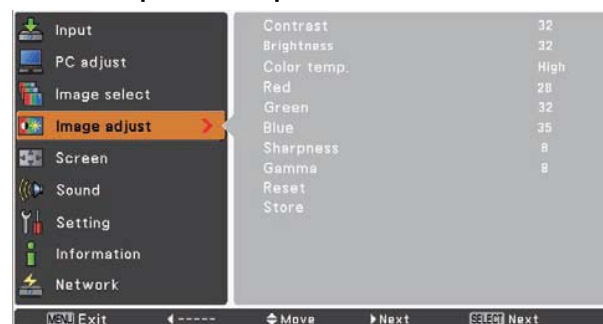 Input
PC adjust
Image select
Image adjust
Screen
Sound
Setting
Information
Network
Contrast 32
Brightness 32
Color temp. High
Red 28
Green 32
Blue 35
Sharpness 8
Gamma 8
Reset
Store
MENU Exit ◄----- Move Next SELECT Next